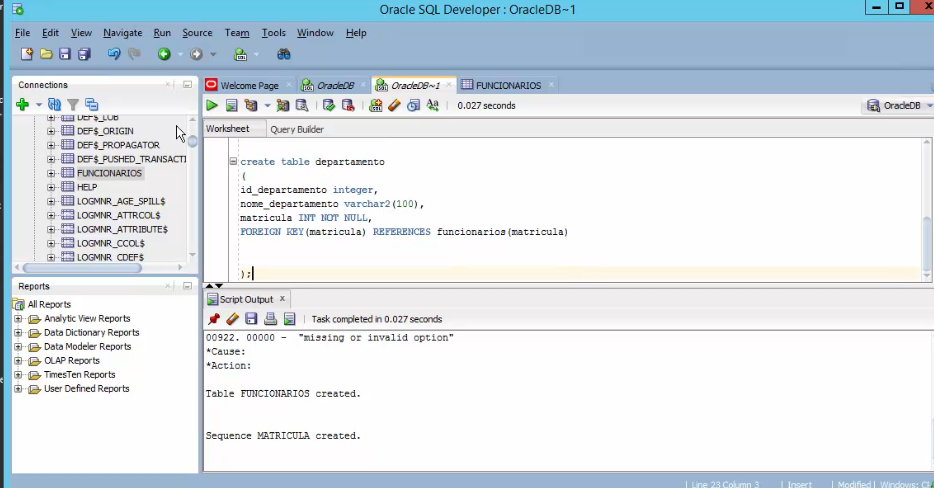 Oracle SQL Developer : OracleDB~1
File Edit View Navigate Run Source Team Tools Window Help
Connections
DEF$_LOB
DEF$_ORIGIN
DEF$_PROPAGATOR
DEF$_PUSHED_TRANSACTI
FUNCIONARIOS
HELP
LOGMNR_AGE_SPILL$
LOGMNR_ATTRCOL$
LOGMNR_ATTRIBUTE$
LOGMNR_CCOL$
LOGMNR_CDEF$
Reports
All Reports
Analytic View Reports
Data Dictionary Reports
Data Modeler Reports
OLAP Reports
TimesTen Reports
User Defined Reports
Welcome Page OracleDB OracleDB~1 FUNCIONARIOS
0.027 seconds OracleDB
Worksheet Query Builder
create table departamento
(
id_departamento integer,
nome_departamento varchar2(100),
matricula INT NOT NULL,
FOREIGN KEY(matricula) REFERENCES funcionarios(matricula)
);
Script Output x
Task completed in 0.027 seconds
00922. 00000 - "missing or invalid option"
*Cause:
*Action:
Table FUNCIONARIOS created.
Sequence MATRICULA created.
Line 23 Column 3 Insert Modified Windows: C